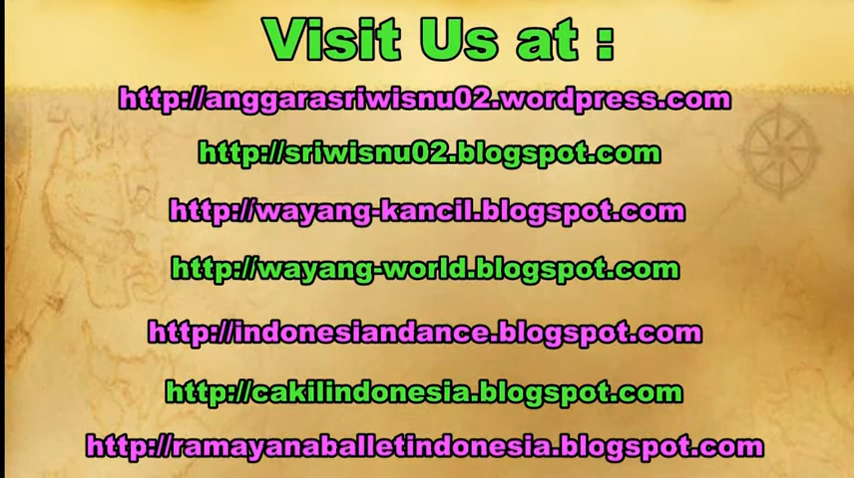 Visit Us at :
http://anggarasriwisnu02.wordpress.com
http://sriwisnu02.blogspot.com
http://wayang-kancil.blogspot.com
http://wayang-world.blogspot.com
http://indonesiandance.blogspot.com
http://cakilindonesia.blogspot.com
http://ramayanaballetindonesia.blogspot.com